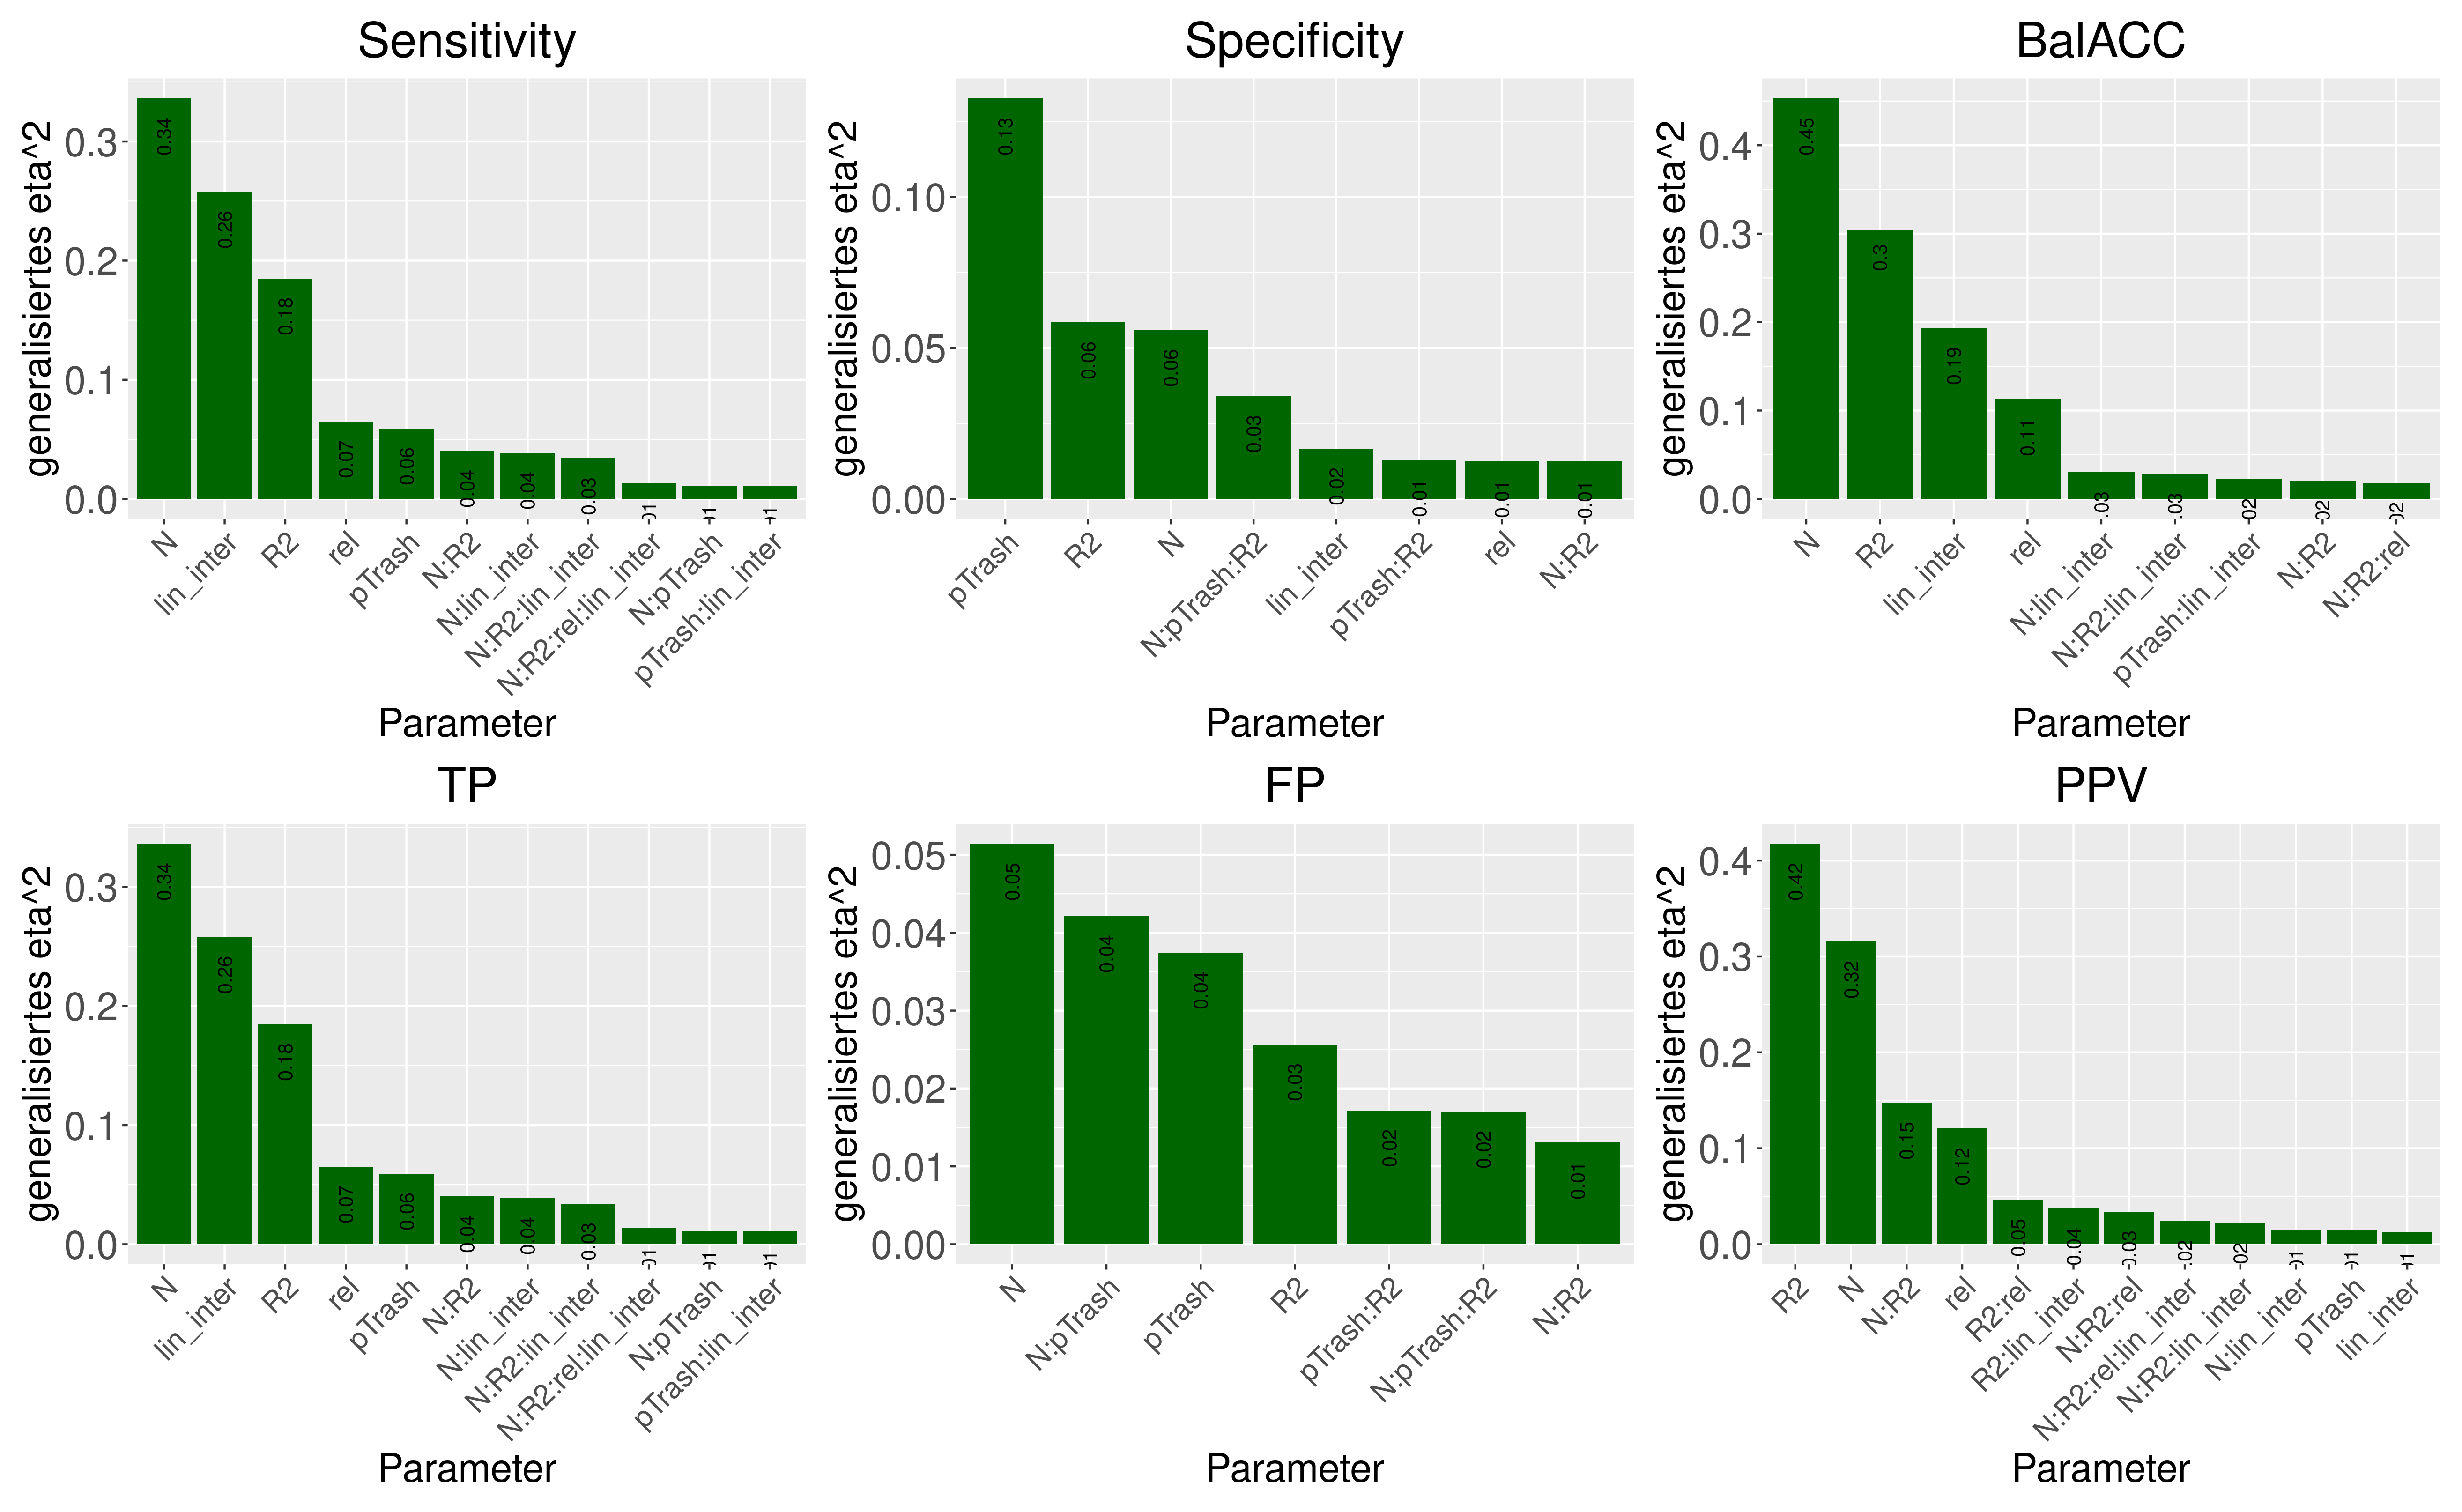 Sensitivity
generalisiertes eta^2
0.3
0.2
0.1
0.0
0.34
0.26
0.18
0.07
0.06
0.04
0.04
0.03
N
lin_inter
R2
rel
pTrash
N:R2
N:lin_inter
N:R2:lin_inter
N:R2:rel:lin_inter
N:pTrash
pTrash:lin_inter
Parameter
Specificity
generalisiertes eta^2
0.10
0.05
0.00
0.13
0.06
0.06
0.03
0.02
0.01
0.01
0.01
pTrash
R2
N
N:pTrash:R2
lin_inter
pTrash:R2
rel
N:R2
Parameter
BalACC
generalisiertes eta^2
0.4
0.3
0.2
0.1
0.0
0.45
0.3
0.19
0.11
.03
.03
02
02
02
N
R2
lin_inter
rel
N:lin_inter
N:R2:lin_inter
pTrash:lin_inter
N:R2
N:R2:rel
Parameter
TP
generalisiertes eta^2
0.3
0.2
0.1
0.0
0.34
0.26
0.18
0.07
0.06
0.04
0.04
0.03
N
lin_inter
R2
rel
pTrash
N:R2
N:lin_inter
N:R2:lin_inter
N:R2:rel:lin_inter
N:pTrash
pTrash:lin_inter
Parameter
FP
generalisiertes eta^2
0.05
0.04
0.03
0.02
0.01
0.00
0.05
0.04
0.04
0.03
0.02
0.02
0.01
N
N:pTrash
pTrash
R2
pTrash:R2
N:pTrash:R2
N:R2
Parameter
PPV
generalisiertes eta^2
0.4
0.3
0.2
0.1
0.0
0.42
0.32
0.15
0.12
0.05
0.04
0.03
.02
.02
R2
N
N:R2
rel
R2:rel
R2:lin_inter
N:R2:rel
N:R2:rel:lin_inter
N:R2:lin_inter
N:lin_inter
pTrash
lin_inter
Parameter